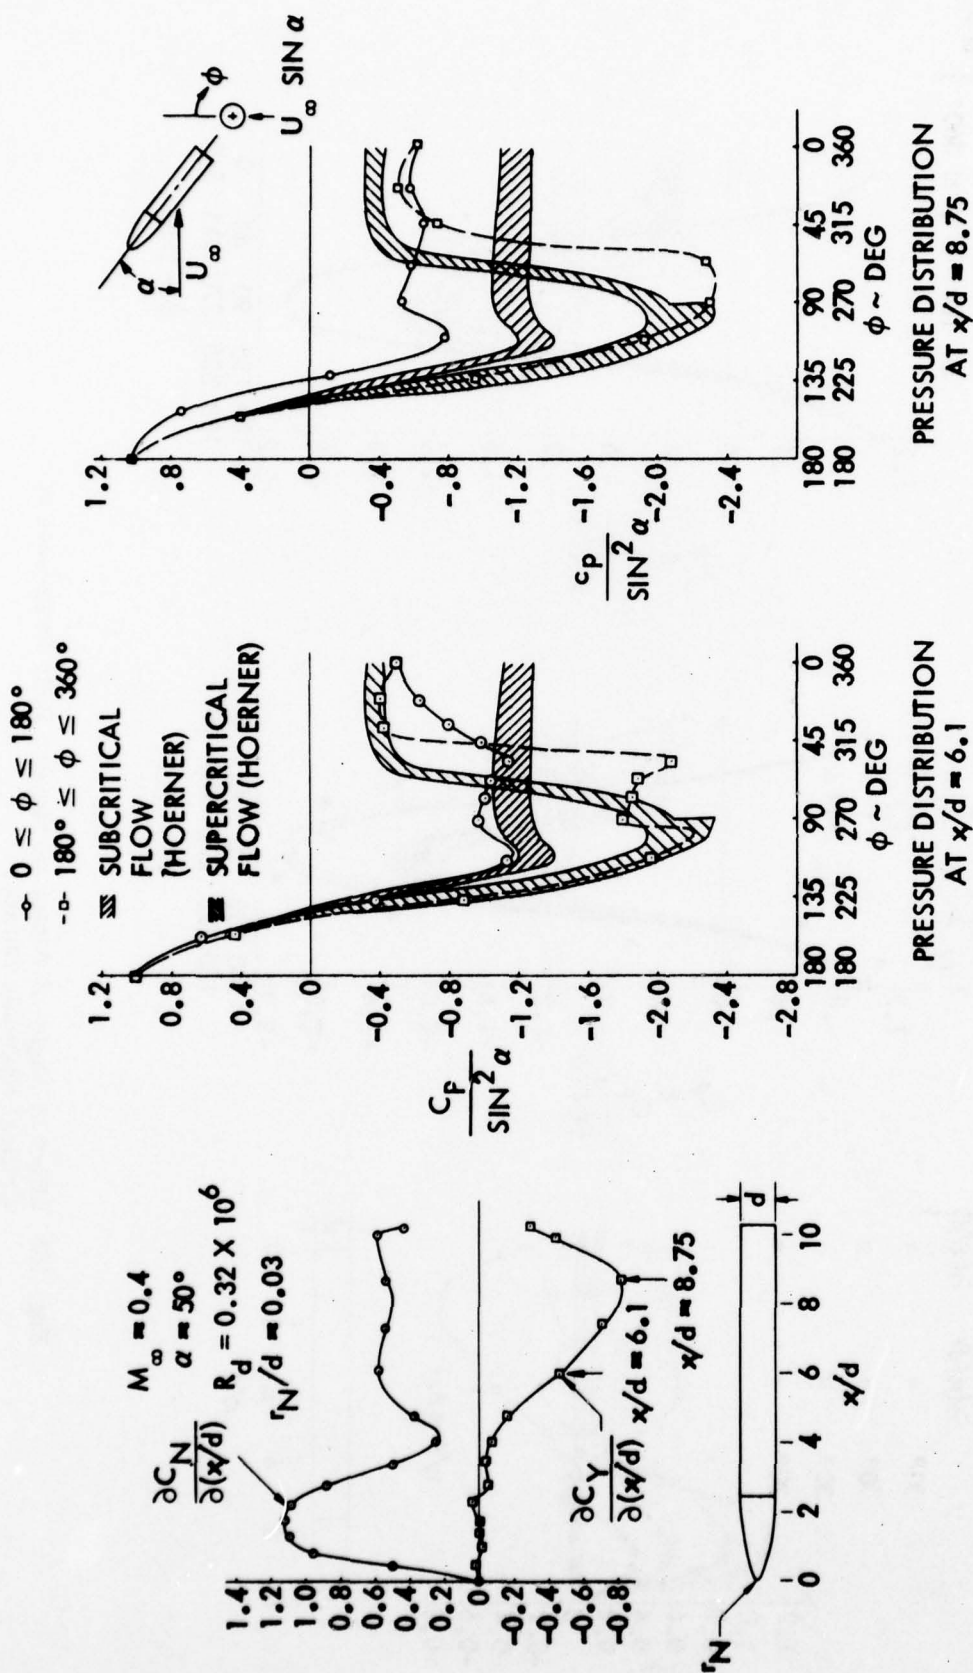 M∞ = 0.4
α = 50°
R_d = 0.32 X 10⁶
r_N/d = 0.03
∂C_N
∂(x/d)
1.4
1.2
1.0
0.8
0.6
0.4
0.2
0
-0.2
-0.4
-0.6
-0.8
∂C_Y
∂(x/d)
x/d = 6.1
x/d = 8.75
r_N
d
0 2 4 6 8 10
x/d
0 ≤ ϕ ≤ 180°
180° ≤ ϕ ≤ 360°
SUBCRITICAL
FLOW
(HOERNER)
SUPERCRITICAL
FLOW (HOERNER)
C_P
SIN² α
1.2
0.8
0.4
0
-0.4
-0.8
-1.2
-1.6
-2.0
-2.4
-2.8
180 135 90 45 0
180 225 270 315 360
ϕ ~ DEG
PRESSURE DISTRIBUTION
AT x/d = 6.1
α
U∞
ϕ
U∞ SIN α
c_p
SIN² α
1.2
.8
.4
0
-0.4
-.8
-1.2
-1.6
-2.0
-2.4
180 135 90 45 0
180 225 270 315 360
ϕ ~ DEG
PRESSURE DISTRIBUTION
AT x/d = 8.75